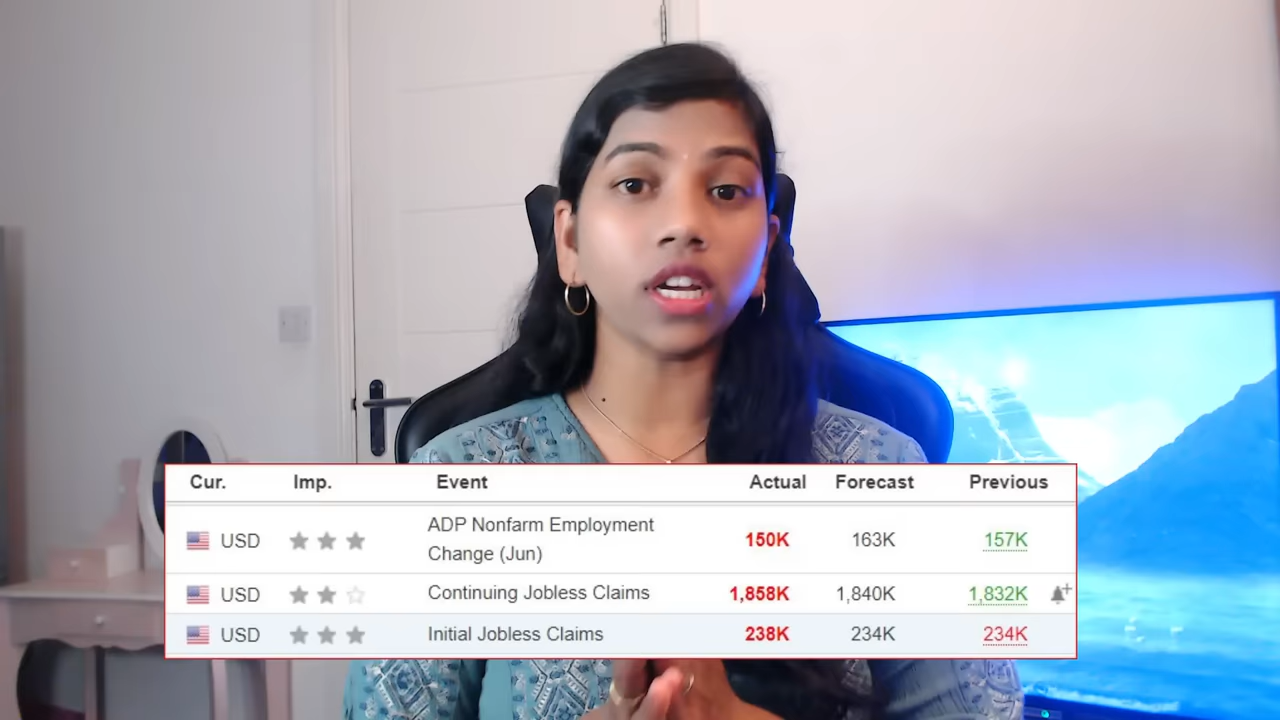 Cur. Imp. Event Actual Forecast Previous
USD ADP Nonfarm Employment Change (Jun) 150K 163K 157K
USD Continuing Jobless Claims 1,858K 1,840K 1,832K
USD Initial Jobless Claims 238K 234K 234K